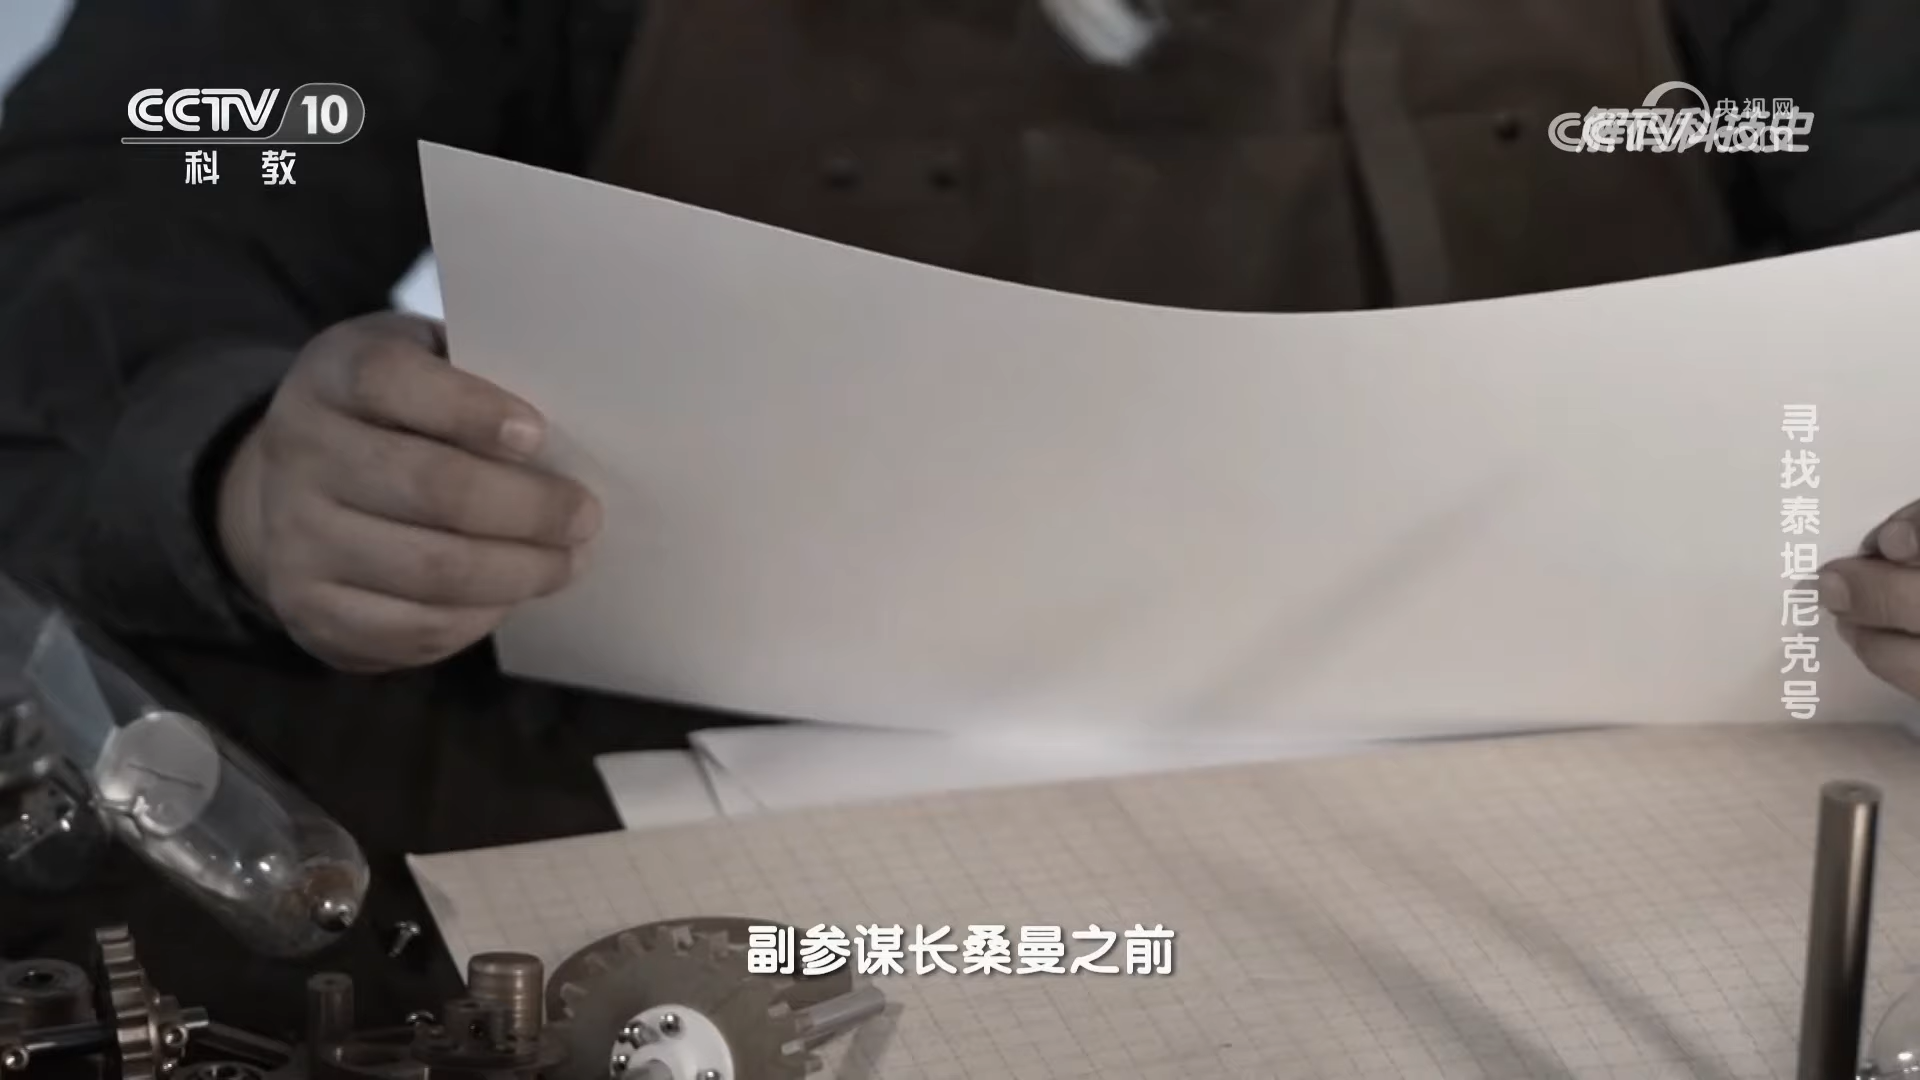 CCTV 10
科 教
央视网
解码科技史
寻找泰坦尼克号
副参谋长桑曼之前